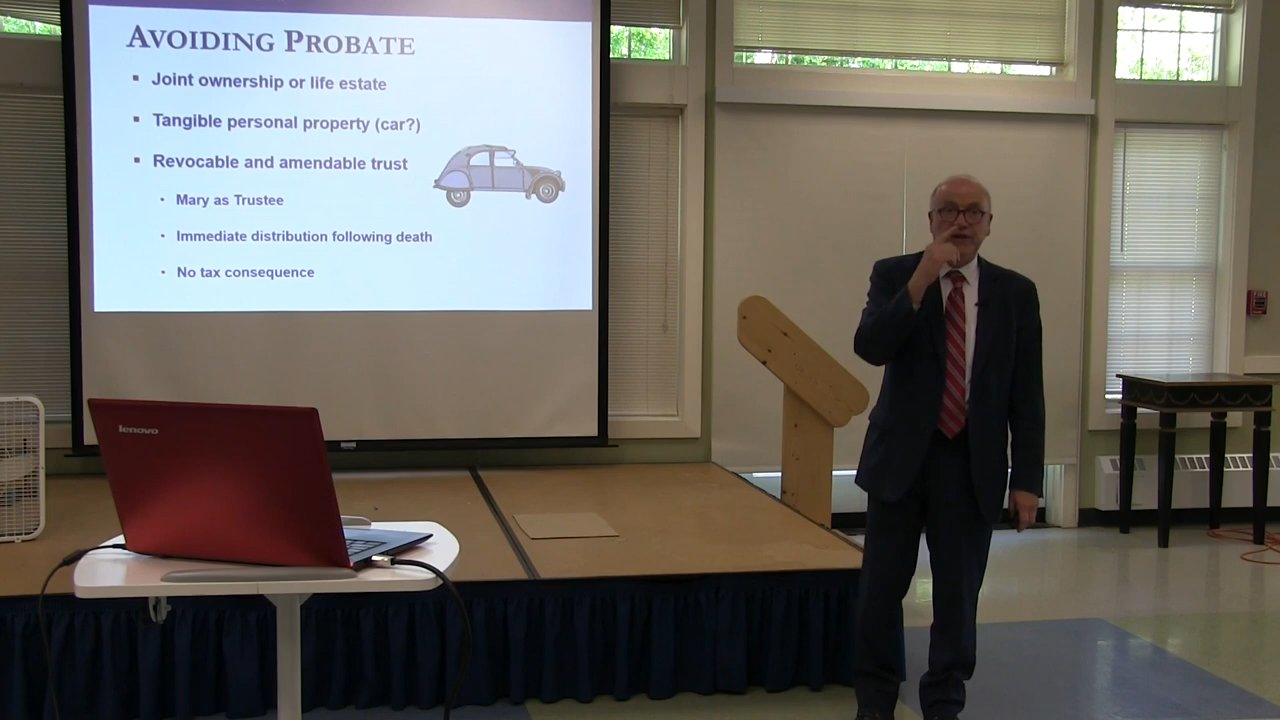 AVOIDING PROBATE
▪ Joint ownership or life estate
▪ Tangible personal property (car?)
▪ Revocable and amendable trust
• Mary as Trustee
• Immediate distribution following death
• No tax consequence
lenovo